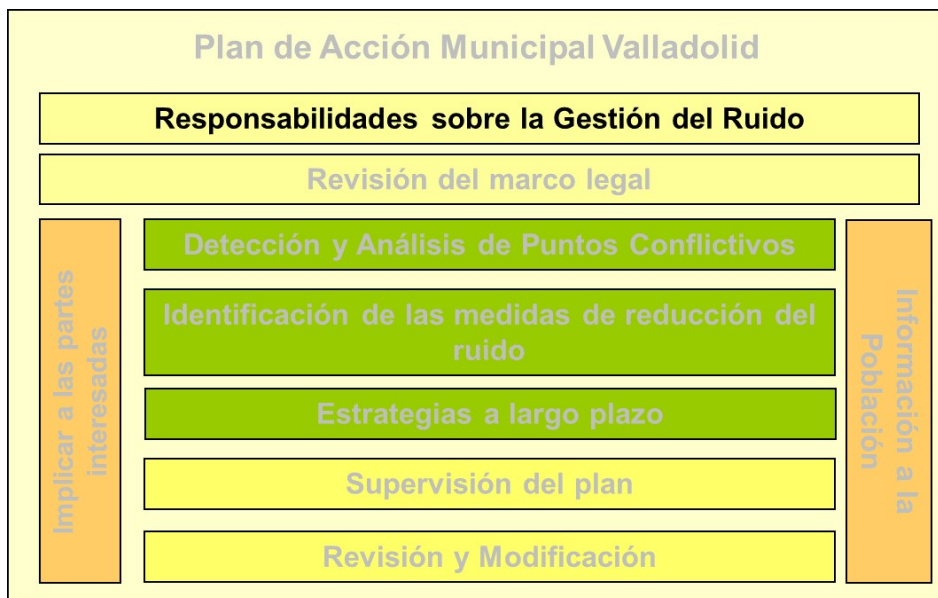 Plan de Acción Municipal Valladolid
Responsabilidades sobre la Gestión del Ruido
Revisión del marco legal
Implicar a las partes
interesadas
Detección y Análisis de Puntos Conflictivos
Identificación de las medidas de reducción del
ruido
Estrategias a largo plazo
Supervisión del plan
Revisión y Modificación
Información a la
Población